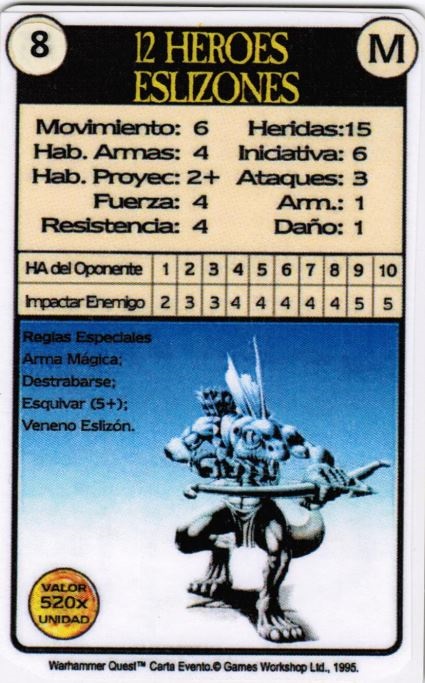 8
12 HEROES
ESLIZONES
M
Movimiento: 6 Heridas:15
Hab. Armas: 4 Iniciativa: 6
Hab. Proyec: 2+ Ataques: 3
Fuerza: 4 Arm.: 1
Resistencia: 4 Daño: 1
HA del Oponente 1 2 3 4 5 6 7 8 9 10
Impactar Enemigo 2 3 3 4 4 4 4 4 5 5
Reglas Especiales
Arma Mágica;
Destrabarse;
Esquivar (5+);
Veneno Eslizón.
VALOR
520x
UNIDAD
Warhammer Quest™ Carta Evento.© Games Workshop Ltd., 1995.